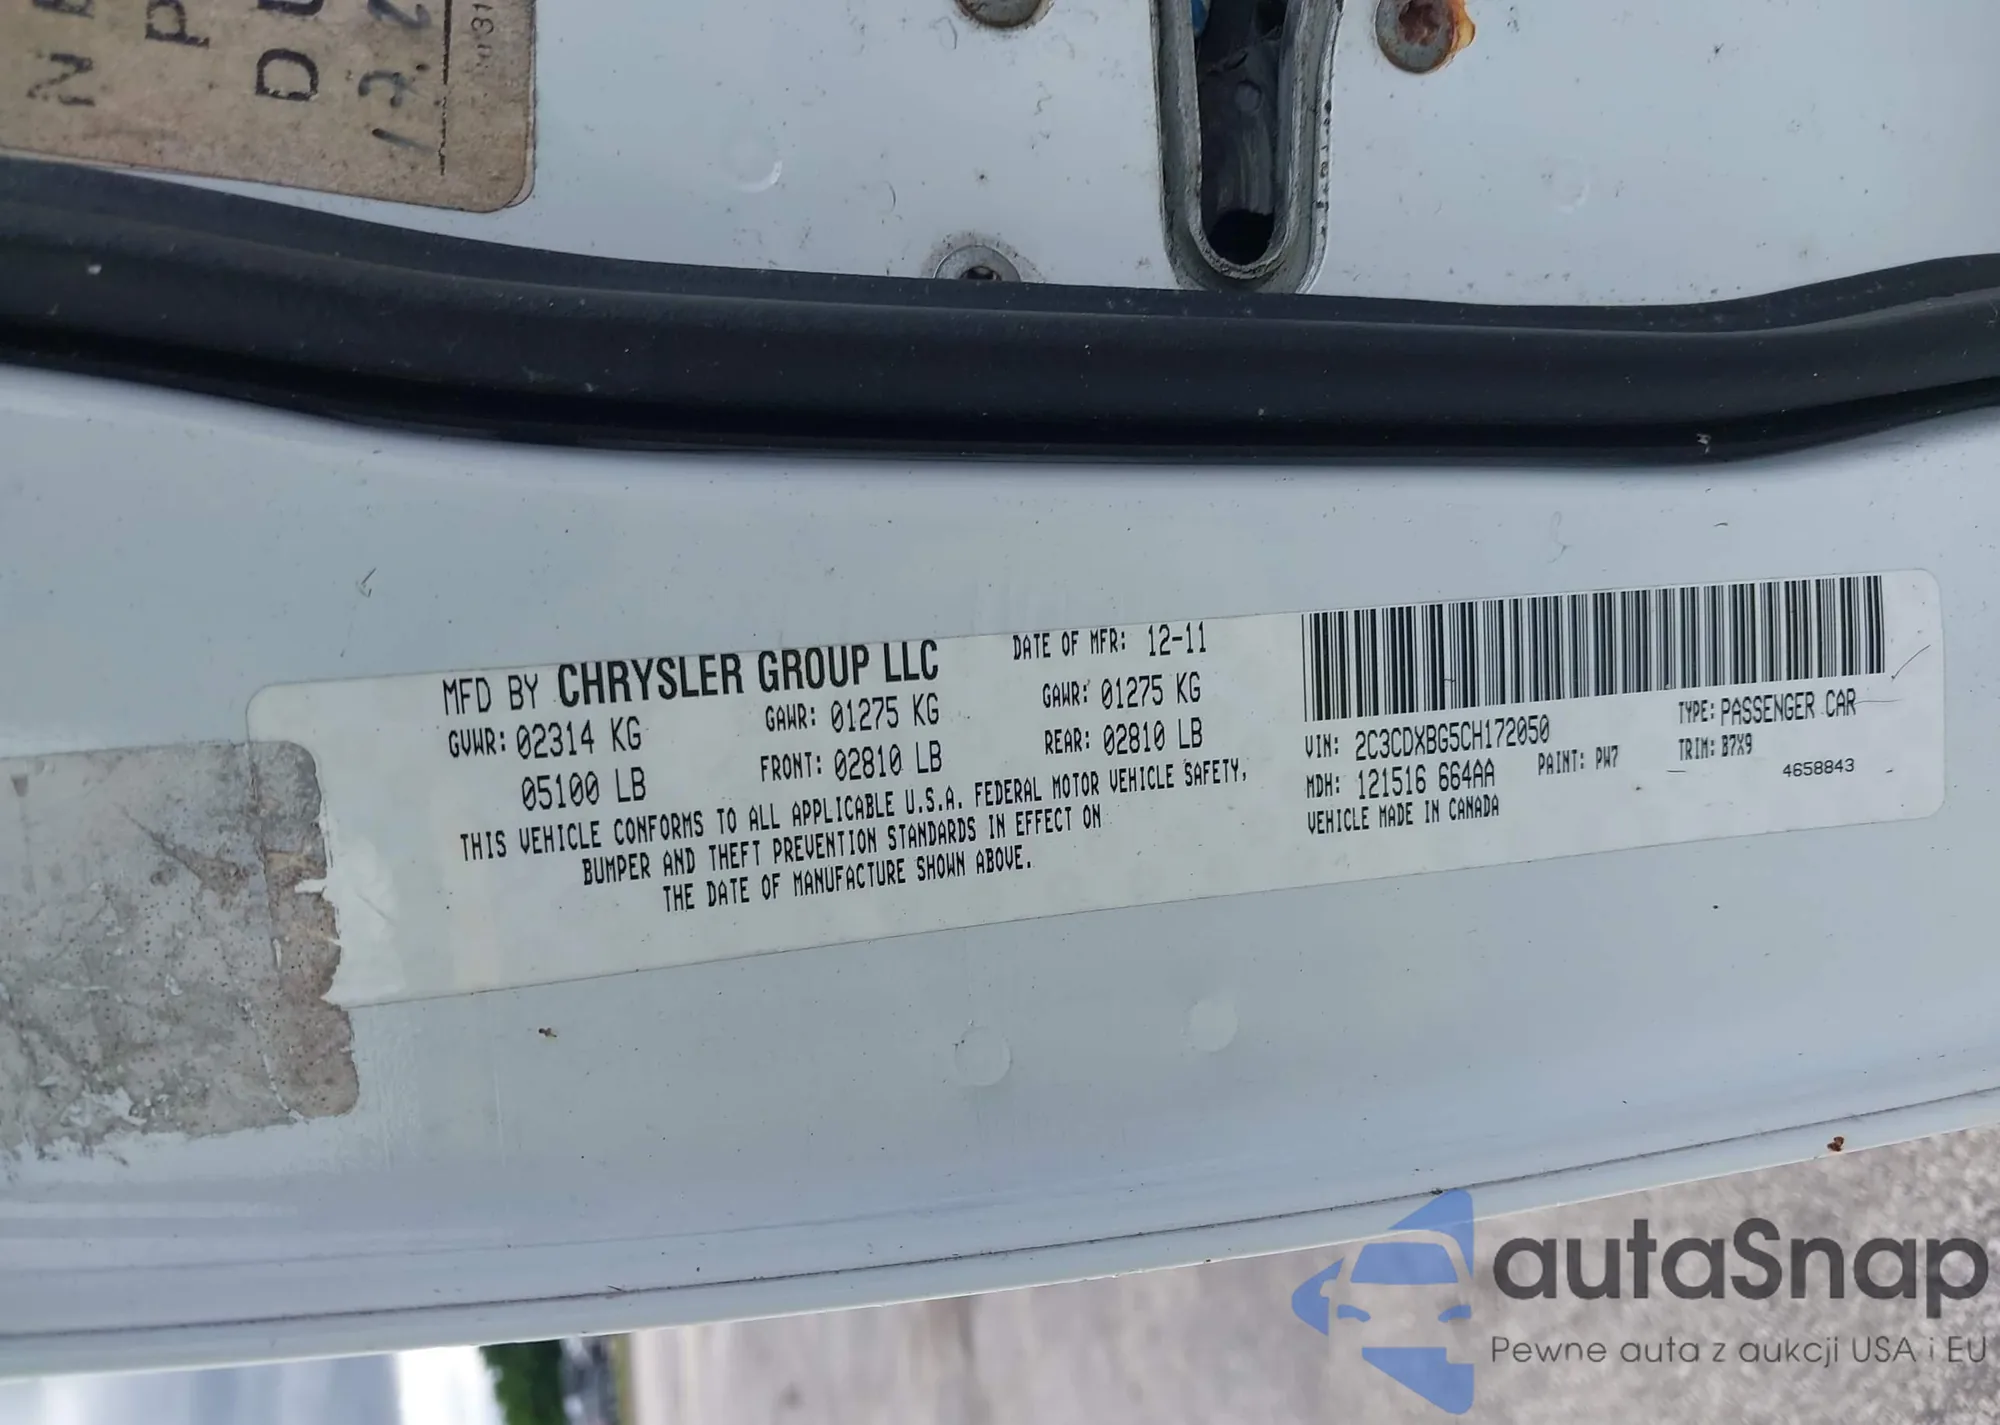 P
DU
17.2
MFD BY CHRYSLER GROUP LLC
DATE OF MFR: 12-11
GVWR: 02314 KG
GAWR: 01275 KG
GAWR: 01275 KG
05100 LB
FRONT: 02810 LB
REAR: 02810 LB
THIS VEHICLE CONFORMS TO ALL APPLICABLE U.S.A. FEDERAL MOTOR VEHICLE SAFETY,
BUMPER AND THEFT PREVENTION STANDARDS IN EFFECT ON
THE DATE OF MANUFACTURE SHOWN ABOVE.
VIN: 2C3CDXBG5CH172050
TYPE: PASSENGER CAR
MDH: 121516 664AA
PAINT: PW7
TRIM: B7X9
VEHICLE MADE IN CANADA
4658843
autaSnap
Pewne auta z aukcji USA i EU